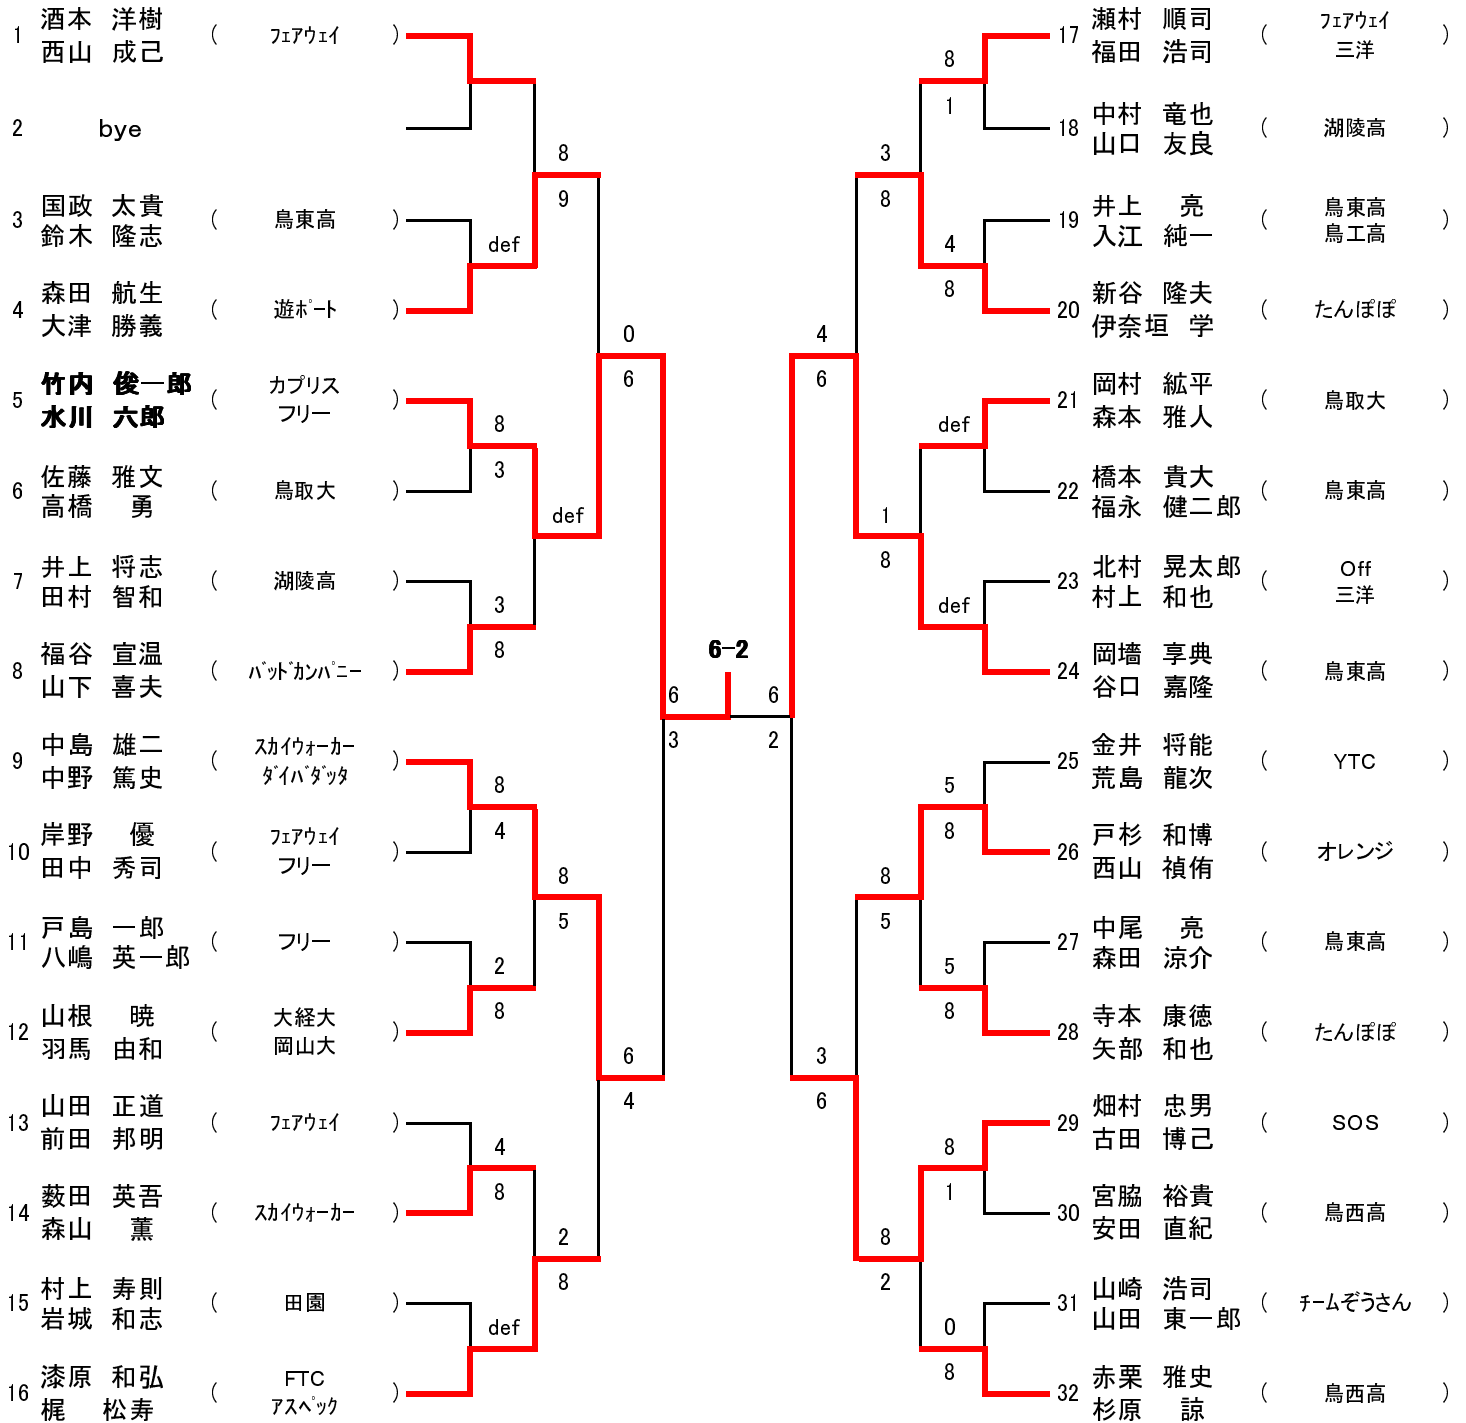 1 酒本 洋樹 ( ﾌｪｱｳｪｲ )
西山 成己
2 bye
3 国政 太貴 ( 鳥東高 )
鈴木 隆志
4 森田 航生 ( 遊ﾎﾟｰﾄ )
大津 勝義
5 竹内 俊一郎 ( カプリス )
水川 六郎 フリー
6 佐藤 雅文 ( 鳥取大 )
高橋 勇
7 井上 将志 ( 湖陵高 )
田村 智和
8 福谷 宣温 ( ﾊﾞｯﾄﾞｶﾝﾊﾟﾆｰ )
山下 喜夫
9 中島 雄二 ( ｽｶｲｳｫｰｶｰ )
中野 篤史 ﾀﾞｲﾊﾞﾀﾞｯﾀ
10 岸野 優 ( ﾌｪｱｳｪｲ )
田中 秀司 フリー
11 戸島 一郎 ( フリー )
八嶋 英一郎
12 山根 暁 ( 大経大 )
羽馬 由和 岡山大
13 山田 正道 ( ﾌｪｱｳｪｲ )
前田 邦明
14 薮田 英吾 ( ｽｶｲｳｫｰｶｰ )
森山 薫
15 村上 寿則 ( 田園 )
岩城 和志
16 漆原 和弘 ( FTC )
梶 松寿 ｱｽﾍﾟｯｸ
8
9
def
0
6
8
3
def
3
8
6
3
8
4
8
5
2
8
6
4
4
8
2
8
def
6-2
8
1
3
8
4
8
4
6
def
1
8
def
6
2
5
8
8
5
5
8
3
6
8
1
8
2
0
8
17 瀬村 順司 ( ﾌｪｱｳｪｲ )
福田 浩司 三洋
18 中村 竜也 ( 湖陵高 )
山口 友良
19 井上 亮 ( 鳥東高 )
入江 純一 鳥工高
20 新谷 隆夫 ( たんぽぽ )
伊奈垣 学
21 岡村 紘平 ( 鳥取大 )
森本 雅人
22 橋本 貴大 ( 鳥東高 )
福永 健二郎
23 北村 晃太郎 ( Off )
村上 和也 三洋
24 岡墻 享典 ( 鳥東高 )
谷口 嘉隆
25 金井 将能 ( YTC )
荒島 龍次
26 戸杉 和博 ( オレンジ )
西山 禎侑
27 中尾 亮 ( 鳥東高 )
森田 涼介
28 寺本 康徳 ( たんぽぽ )
矢部 和也
29 畑村 忠男 ( SOS )
古田 博己
30 宮脇 裕貴 ( 鳥西高 )
安田 直紀
31 山崎 浩司 ( ﾁｰﾑぞうさん )
山田 東一郎
32 赤栗 雅史 ( 鳥西高 )
杉原 諒